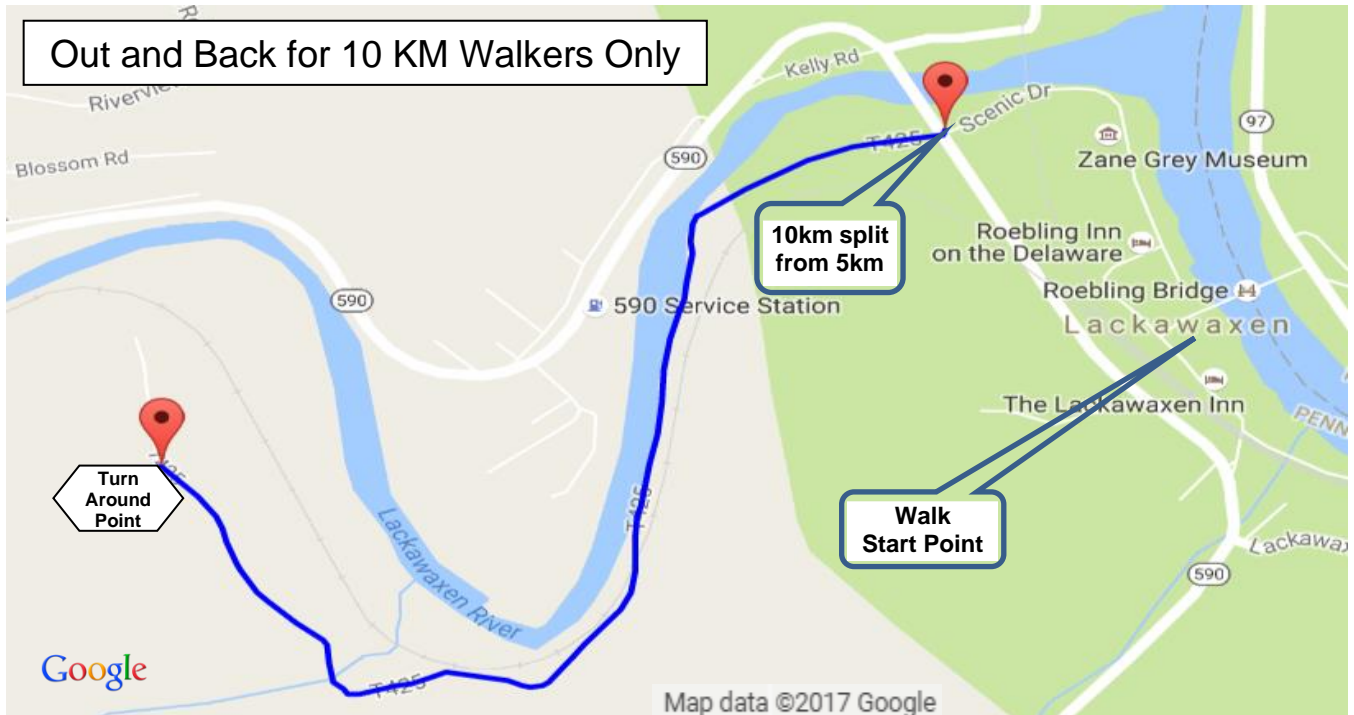 Out and Back for 10 KM Walkers Only
Kelly Rd
Scenic Dr
97
Blossom Rd
590
T425
Zane Grey Museum
10km split
from 5km
Roebling Inn
on the Delaware
590
590 Service Station
Roebling Bridge
Lackawaxen
The Lackawaxen Inn
T425
Turn
Around
Point
T425
Lackawaxen River
Walk
Start Point
590
T425
Google
Map data ©2017 Google